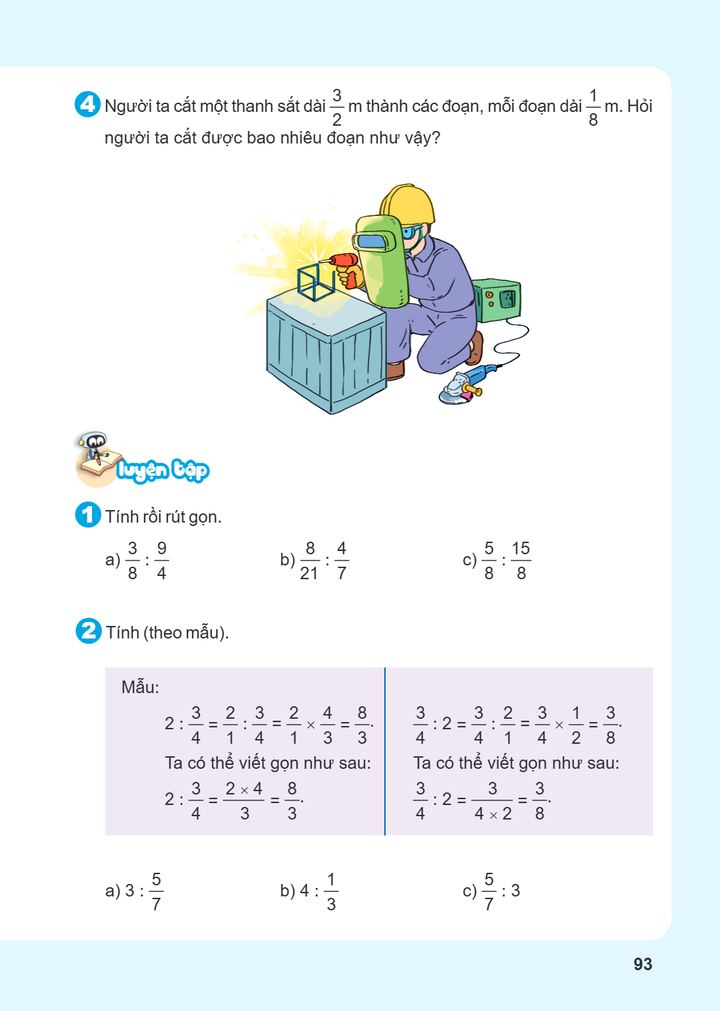 4 Người ta cắt một thanh sắt dài 3/2 m thành các đoạn, mỗi đoạn dài 1/8 m. Hỏi
người ta cắt được bao nhiêu đoạn như vậy?
luyện tập
1 Tính rồi rút gọn.
a) 3/8 : 9/4 b) 8/21 : 4/7 c) 5/8 : 15/8
2 Tính (theo mẫu).
Mẫu:
2 : 3/4 = 2/1 : 3/4 = 2/1 × 4/3 = 8/3.
Ta có thể viết gọn như sau:
2 : 3/4 = (2 × 4)/3 = 8/3.
3/4 : 2 = 3/4 : 2/1 = 3/4 × 1/2 = 3/8.
Ta có thể viết gọn như sau:
3/4 : 2 = 3/(4 × 2) = 3/8.
a) 3 : 5/7 b) 4 : 1/3 c) 5/7 : 3
93